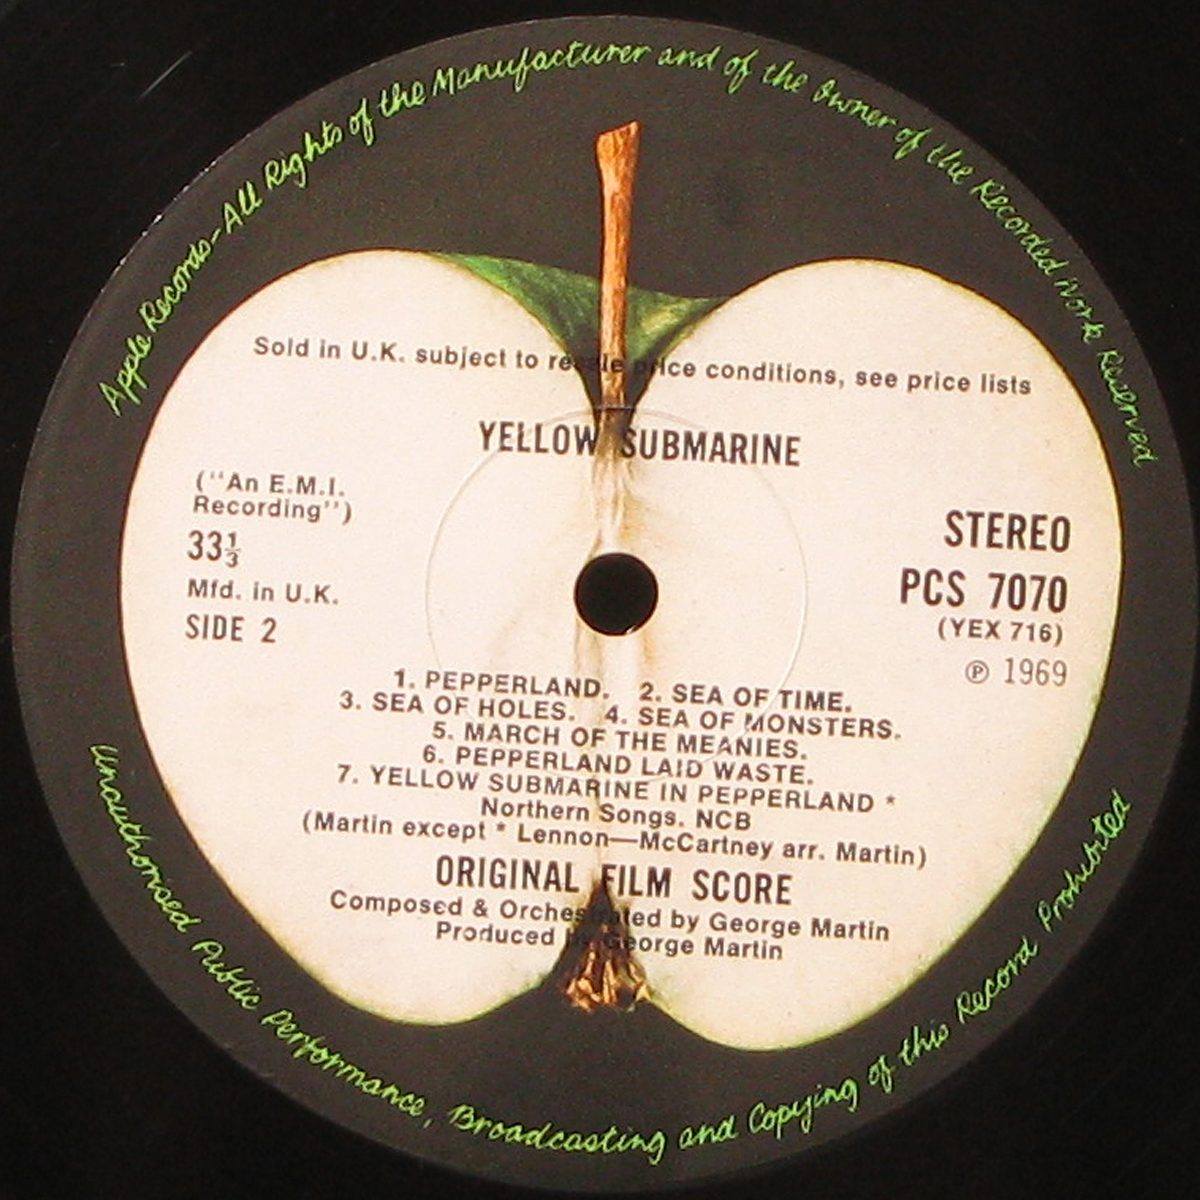 Apple Records-All Rights of the Manufacturer and of the Owner of the Recorded Work Reserved
Sold in U.K. subject to resale price conditions, see price lists
YELLOW SUBMARINE
("An E.M.I.
Recording")
33⅓
Mfd. in U.K.
SIDE 2
STEREO
PCS 7070
(YEX 716)
℗ 1969
1. PEPPERLAND. 2. SEA OF TIME.
3. SEA OF HOLES. 4. SEA OF MONSTERS.
5. MARCH OF THE MEANIES.
6. PEPPERLAND LAID WASTE.
7. YELLOW SUBMARINE IN PEPPERLAND *
Northern Songs. NCB
(Martin except * Lennon—McCartney arr. Martin)
ORIGINAL FILM SCORE
Composed & Orchestrated by George Martin
Produced by George Martin
Unauthorised Public Performance, Broadcasting and Copying of this Record Prohibited